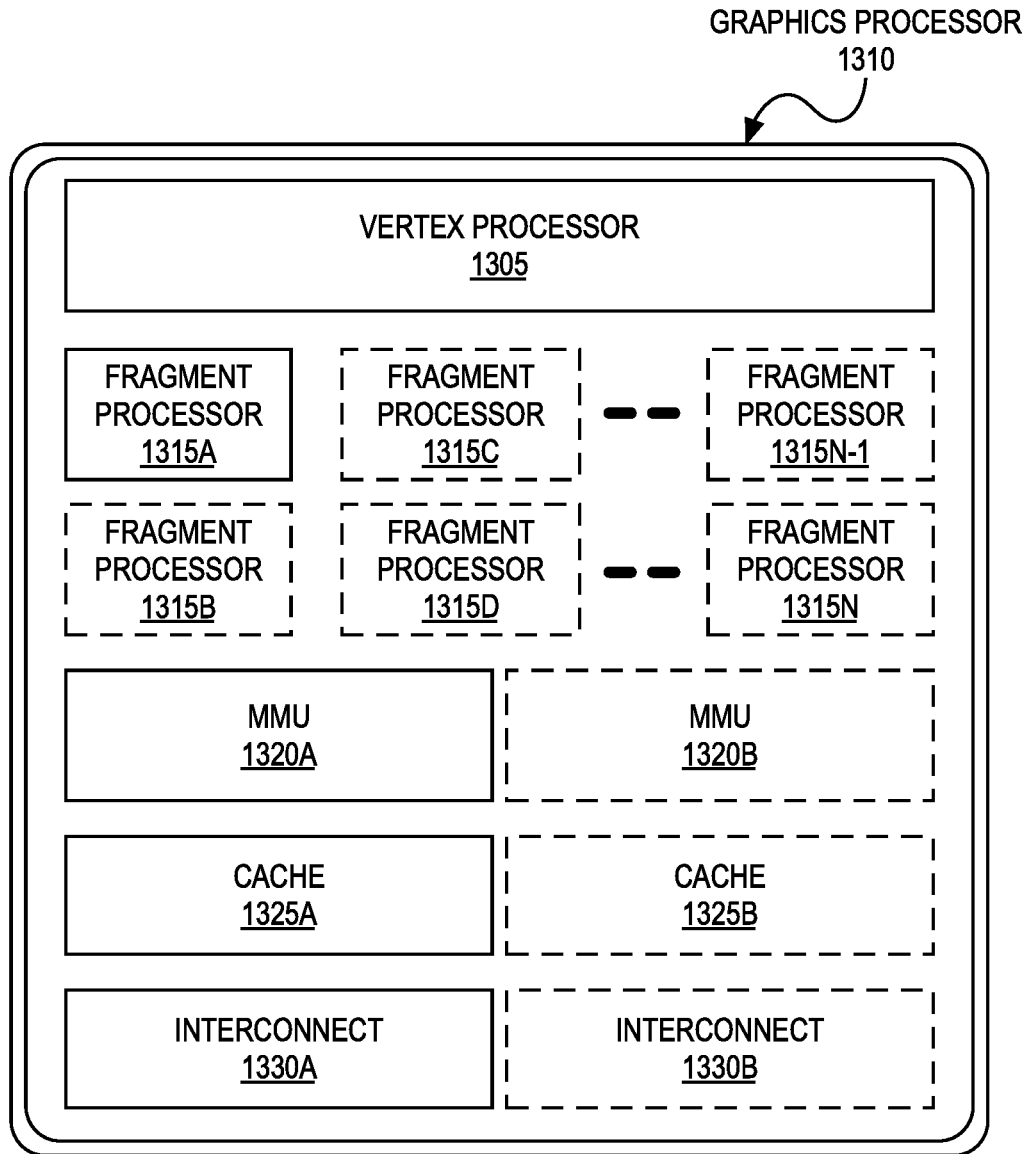 GRAPHICS PROCESSOR
1310
VERTEX PROCESSOR
1305
FRAGMENT
PROCESSOR
1315A
FRAGMENT
PROCESSOR
1315C
FRAGMENT
PROCESSOR
1315N-1
FRAGMENT
PROCESSOR
1315B
FRAGMENT
PROCESSOR
1315D
FRAGMENT
PROCESSOR
1315N
MMU
1320A
MMU
1320B
CACHE
1325A
CACHE
1325B
INTERCONNECT
1330A
INTERCONNECT
1330B